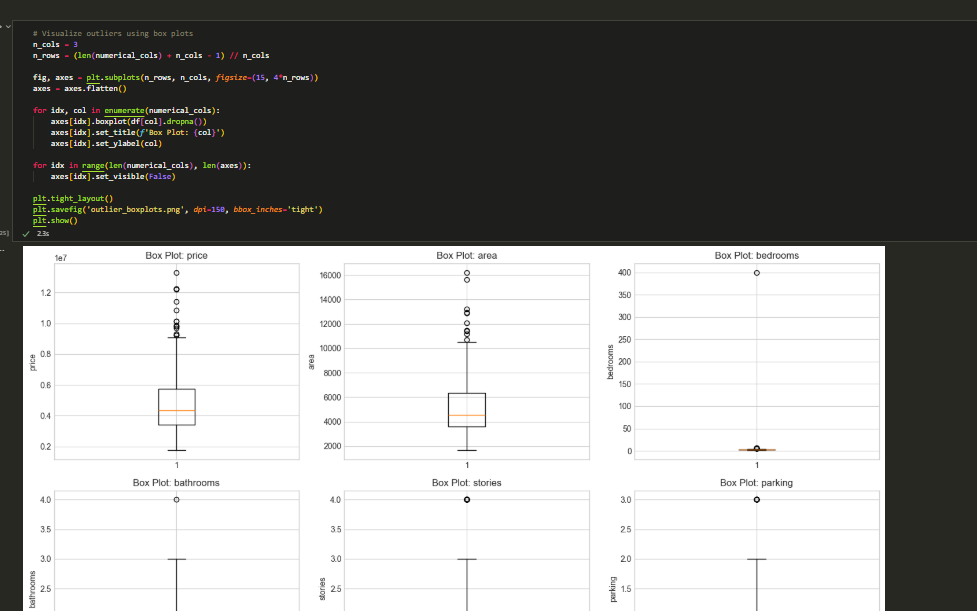 # Visualize outliers using box plots
n_cols = 3
n_rows = (len(numerical_cols) + n_cols - 1) // n_cols
fig, axes = plt.subplots(n_rows, n_cols, figsize=(15, 4*n_rows))
axes = axes.flatten()
for idx, col in enumerate(numerical_cols):
axes[idx].boxplot(df[col].dropna())
axes[idx].set_title(f'Box Plot: {col}')
axes[idx].set_ylabel(col)
for idx in range(len(numerical_cols), len(axes)):
axes[idx].set_visible(False)
plt.tight_layout()
plt.savefig('outlier_boxplots.png', dpi=150, bbox_inches='tight')
plt.show()
25]
2.3s
Box Plot: price
1e7
1.2
1.0
0.8
0.6
0.4
0.2
price
1
Box Plot: area
16000
14000
12000
10000
8000
6000
4000
2000
area
1
Box Plot: bedrooms
400
350
300
250
200
150
100
50
0
bedrooms
1
Box Plot: bathrooms
4.0
3.5
3.0
2.5
bathrooms
Box Plot: stories
4.0
3.5
3.0
2.5
stories
Box Plot: parking
3.0
2.5
2.0
1.5
parking